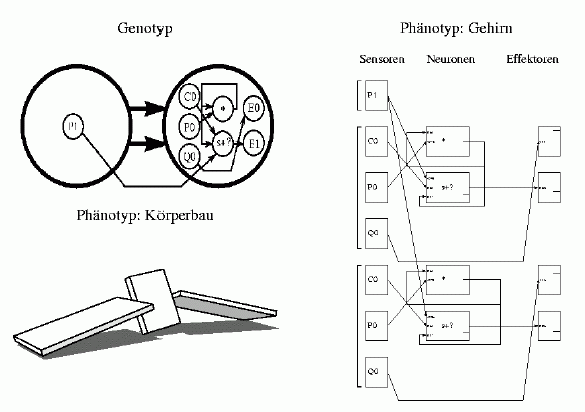 Genotyp
P1
C0
P0
Q0
*
s+?
E0
E1
Phänotyp: Körperbau
Phänotyp: Gehirn
Sensoren Neuronen Effektoren
P1
C0
*
P0
s+?
Q0
C0
*
P0
s+?
Q0